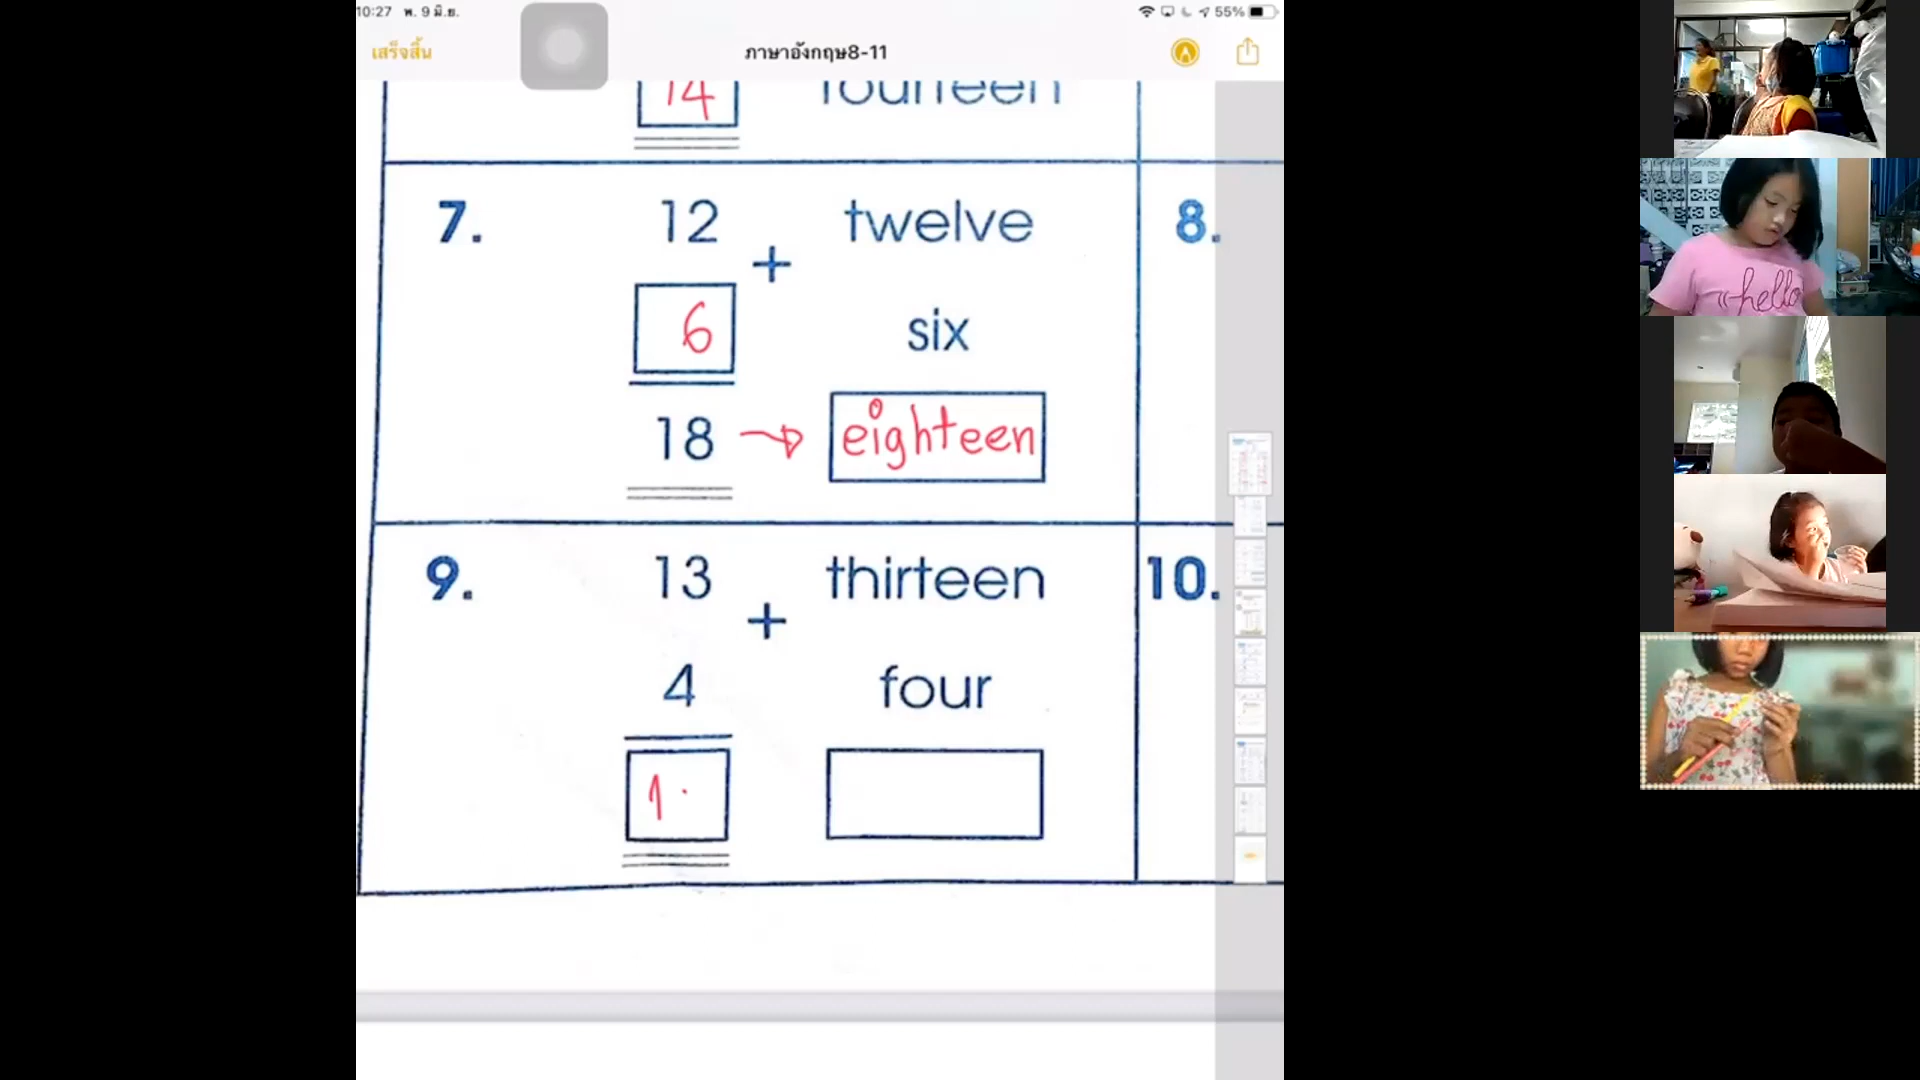 10:27 พ. 9 มิ.ย.
55%
เสร็จสิ้น
ภาษาอังกฤษ8-11
14 fourteen
7. 12 + twelve
6 six
18 → eighteen
8.
9. 13 + thirteen
4 four
1
10.
hello